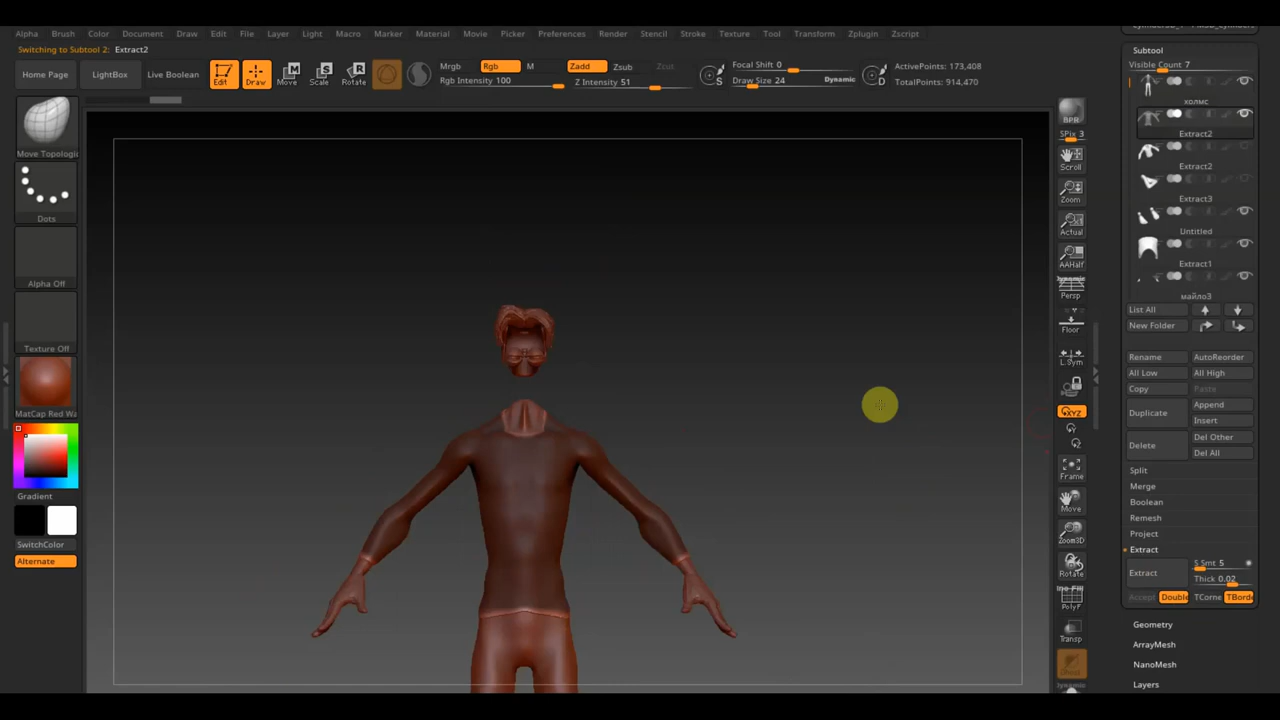 Alpha Brush Color Document Draw Edit File Layer Light Macro Marker Material Movie Picker Preferences Render Stencil Stroke Texture Tool Transform Zplugin Zscript
Switching to Subtool 2: Extract2
Home Page LightBox Live Boolean Edit Draw Move Scale Rotate
Mrgb Rgb M Zadd Zsub Zcut
Rgb Intensity 100 Z Intensity 51
Focal Shift 0
Draw Size 24 Dynamic
S
D
ActivePoints: 173,408
TotalPoints: 914,470
Move Topologic
Dots
Alpha Off
Texture Off
MatCap Red Wa
Gradient
SwitchColor
Alternate
BPR
SPix 3
Scroll
Zoom
Actual
AAHalf
Dynamic
Persp
Floor
L.Sym
XYZ
Frame
Move
Zoom3D
Rotate
PolyF
Transp
Dynamic
Subtool
Visible Count 7
холмс
Extract2
Extract2
Extract3
Untitled
Extract1
майло3
List All
New Folder
Rename AutoReorder
All Low All High
Copy Paste
Duplicate Append
Insert
Delete Del Other
Del All
Split
Merge
Boolean
Remesh
Project
Extract
Extract S Smt 5
Thick 0.02
Accept Double TCorne TBorde
Geometry
ArrayMesh
NanoMesh
Layers